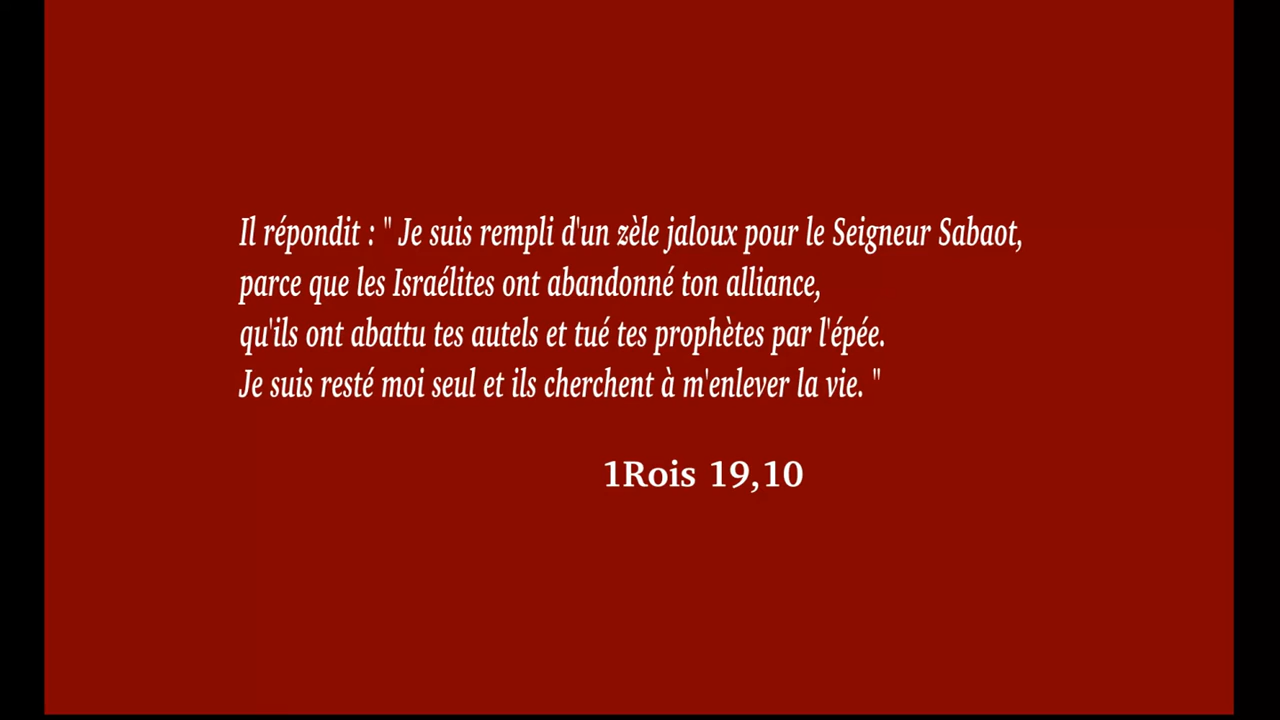 Il répondit : " Je suis rempli d'un zèle jaloux pour le Seigneur Sabaot,
parce que les Israélites ont abandonné ton alliance,
qu'ils ont abattu tes autels et tué tes prophètes par l'épée.
Je suis resté moi seul et ils cherchent à m'enlever la vie. "
1Rois 19,10